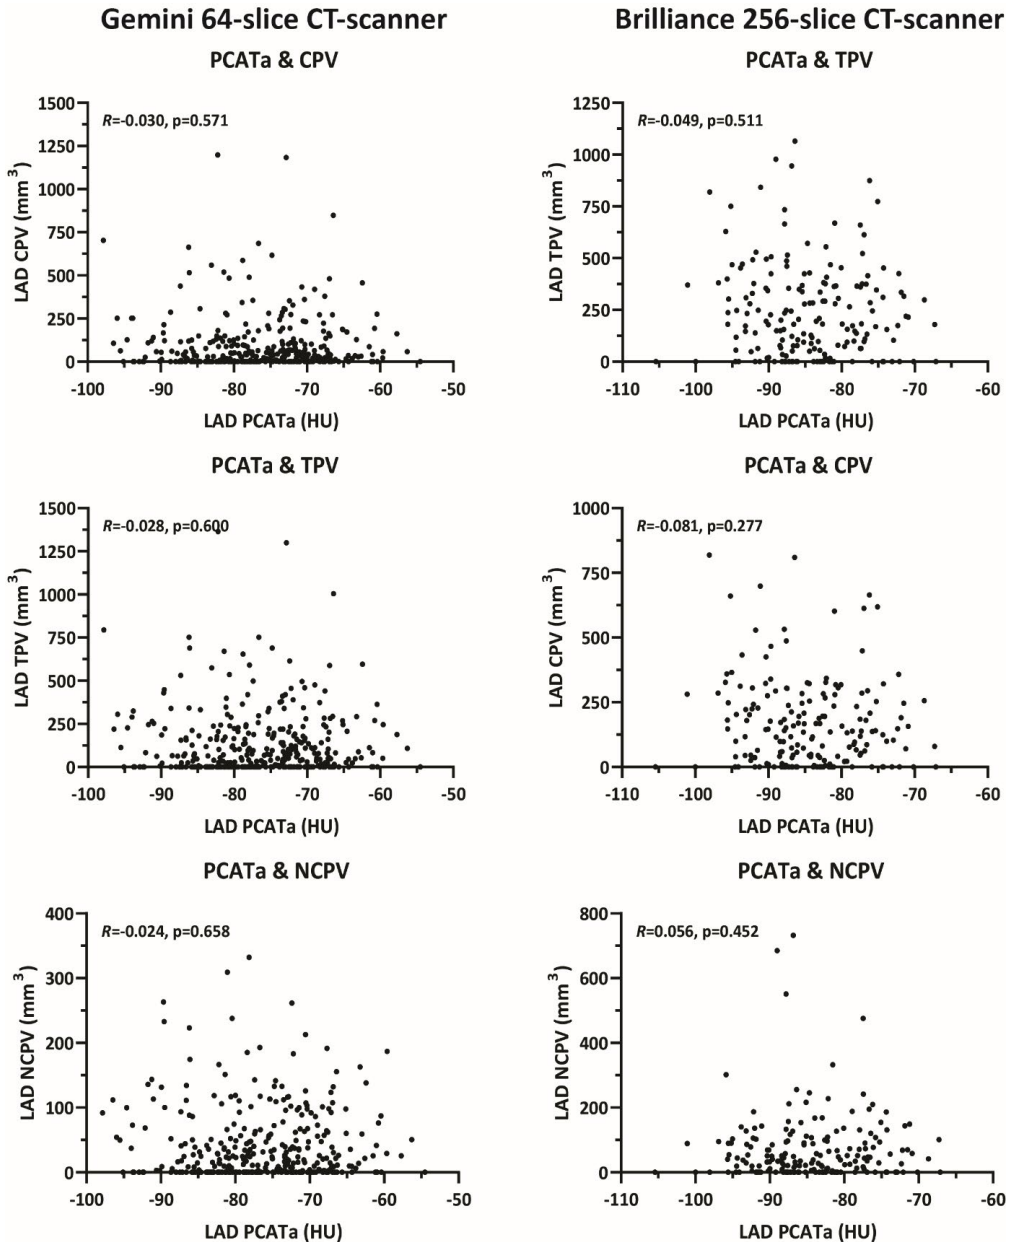 Gemini 64-slice CT-scanner
Brilliance 256-slice CT-scanner
PCATa & CPV
R=-0.030, p=0.571
1500
1250
1000
750
500
250
0
LAD CPV (mm3)
-100
-90
-80
-70
-60
-50
LAD PCATa (HU)
PCATa & TPV
R=-0.049, p=0.511
1250
1000
750
500
250
0
LAD TPV (mm3)
-110
-100
-90
-80
-70
-60
LAD PCATa (HU)
PCATa & TPV
R=-0.028, p=0.600
1500
1250
1000
750
500
250
0
LAD TPV (mm3)
-100
-90
-80
-70
-60
-50
LAD PCATa (HU)
PCATa & CPV
R=-0.081, p=0.277
1000
750
500
250
0
LAD CPV (mm3)
-110
-100
-90
-80
-70
-60
LAD PCATa (HU)
PCATa & NCPV
R=-0.024, p=0.658
400
300
200
100
0
LAD NCPV (mm3)
-100
-90
-80
-70
-60
-50
LAD PCATa (HU)
PCATa & NCPV
R=0.056, p=0.452
800
600
400
200
0
LAD NCPV (mm3)
-110
-100
-90
-80
-70
-60
LAD PCATa (HU)